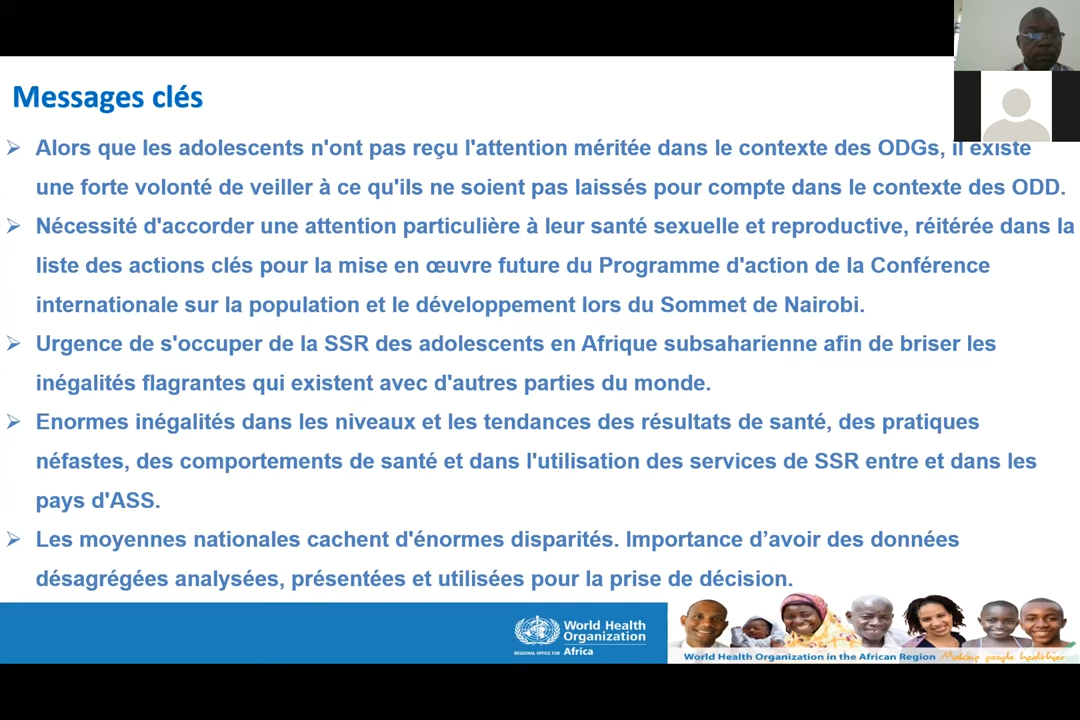 Messages clés
Alors que les adolescents n'ont pas reçu l'attention méritée dans le contexte des ODGs, il existe
une forte volonté de veiller à ce qu'ils ne soient pas laissés pour compte dans le contexte des ODD.
Nécessité d'accorder une attention particulière à leur santé sexuelle et reproductive, réitérée dans la
liste des actions clés pour la mise en œuvre future du Programme d'action de la Conférence
internationale sur la population et le développement lors du Sommet de Nairobi.
Urgence de s'occuper de la SSR des adolescents en Afrique subsaharienne afin de briser les
inégalités flagrantes qui existent avec d'autres parties du monde.
Enormes inégalités dans les niveaux et les tendances des résultats de santé, des pratiques
néfastes, des comportements de santé et dans l'utilisation des services de SSR entre et dans les
pays d'ASS.
Les moyennes nationales cachent d'énormes disparités. Importance d’avoir des données
désagrégées analysées, présentées et utilisées pour la prise de décision.
World Health
Organization
REGIONAL OFFICE FOR Africa
World Health Organization in the African Region Making people healthier